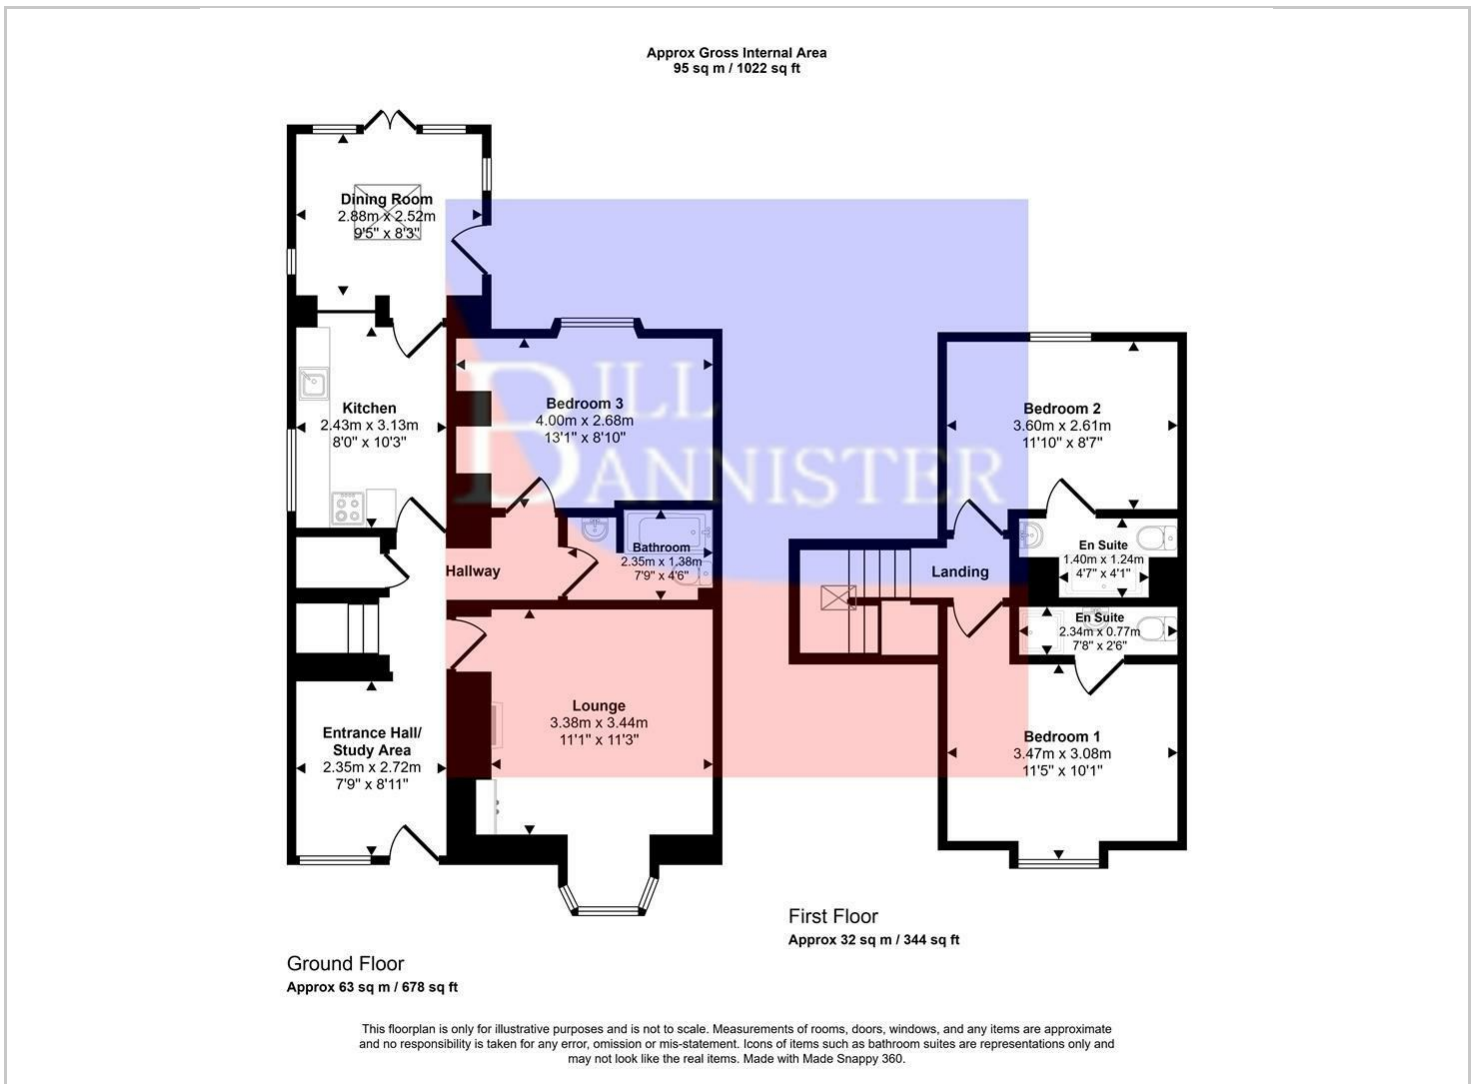 Approx Gross Internal Area
95 sq m / 1022 sq ft
Dining Room
2.88m x 2.52m
9'5" x 8'3"
Kitchen
2.43m x 3.13m
8'0" x 10'3"
Bedroom 3
4.00m x 2.68m
13'1" x 8'10"
BILL
BANNISTER
Bathroom
2.35m x 1.38m
7'9" x 4'6"
Hallway
Lounge
3.38m x 3.44m
11'1" x 11'3"
Entrance Hall/
Study Area
2.35m x 2.72m
7'9" x 8'11"
Bedroom 2
3.60m x 2.61m
11'10" x 8'7"
En Suite
1.40m x 1.24m
4'7" x 4'1"
Landing
En Suite
2.34m x 0.77m
7'8" x 2'6"
Bedroom 1
3.47m x 3.08m
11'5" x 10'1"
First Floor
Approx 32 sq m / 344 sq ft
Ground Floor
Approx 63 sq m / 678 sq ft
This floorplan is only for illustrative purposes and is not to scale. Measurements of rooms, doors, windows, and any items are approximate
and no responsibility is taken for any error, omission or mis-statement. Icons of items such as bathroom suites are representations only and
may not look like the real items. Made with Made Snappy 360.